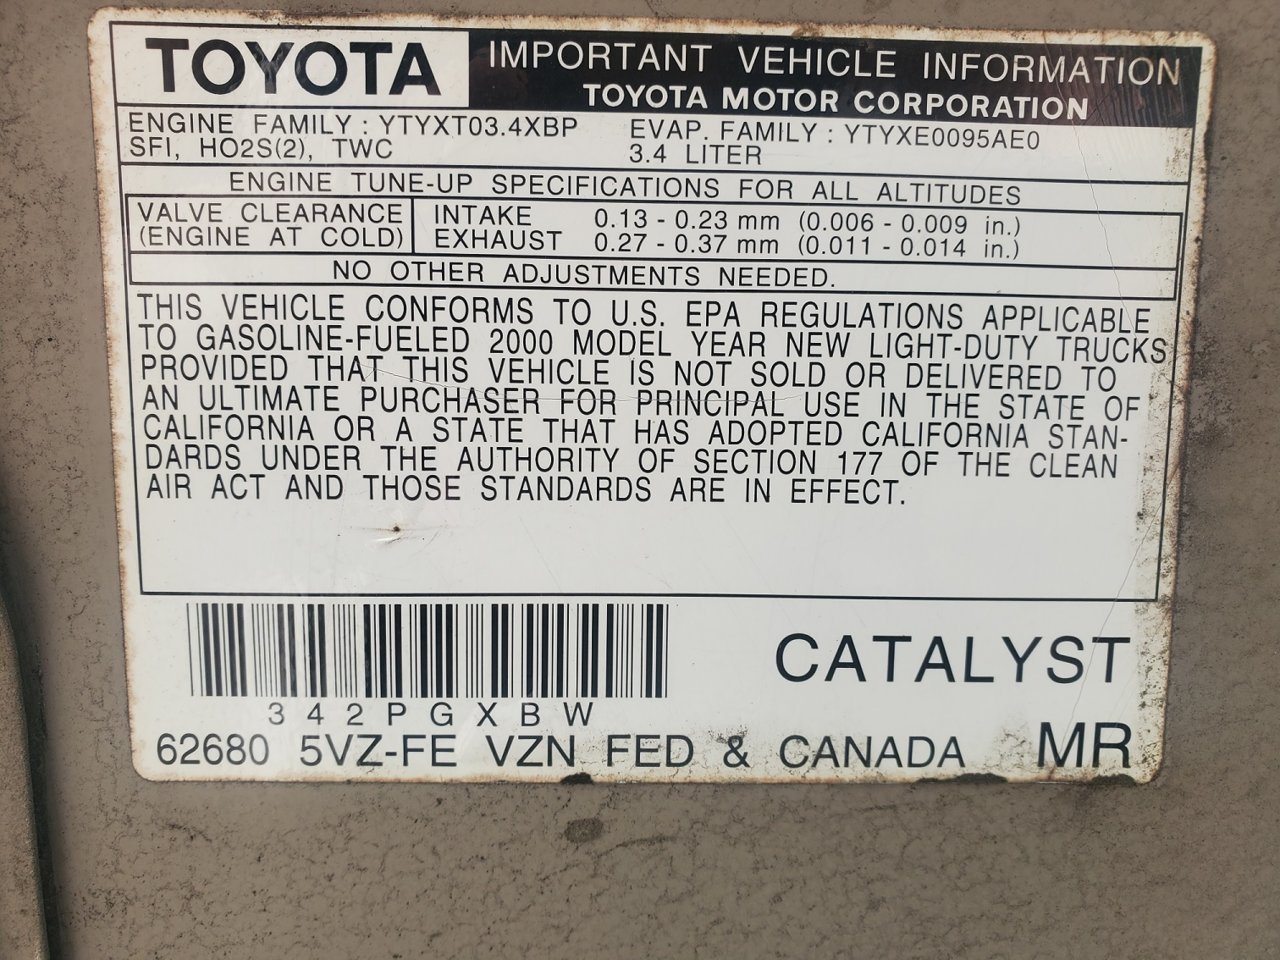 TOYOTA IMPORTANT VEHICLE INFORMATION
TOYOTA MOTOR CORPORATION
ENGINE FAMILY : YTYXT03.4XBP EVAP. FAMILY : YTYXE0095AE0
SFI, HO2S(2), TWC 3.4 LITER
ENGINE TUNE-UP SPECIFICATIONS FOR ALL ALTITUDES
VALVE CLEARANCE INTAKE 0.13 - 0.23 mm (0.006 - 0.009 in.)
(ENGINE AT COLD) EXHAUST 0.27 - 0.37 mm (0.011 - 0.014 in.)
NO OTHER ADJUSTMENTS NEEDED.
THIS VEHICLE CONFORMS TO U.S. EPA REGULATIONS APPLICABLE
TO GASOLINE-FUELED 2000 MODEL YEAR NEW LIGHT-DUTY TRUCKS
PROVIDED THAT THIS VEHICLE IS NOT SOLD OR DELIVERED TO
AN ULTIMATE PURCHASER FOR PRINCIPAL USE IN THE STATE OF
CALIFORNIA OR A STATE THAT HAS ADOPTED CALIFORNIA STAN-
DARDS UNDER THE AUTHORITY OF SECTION 177 OF THE CLEAN
AIR ACT AND THOSE STANDARDS ARE IN EFFECT.
CATALYST
342PGXBW
62680 5VZ-FE VZN FED & CANADA MR